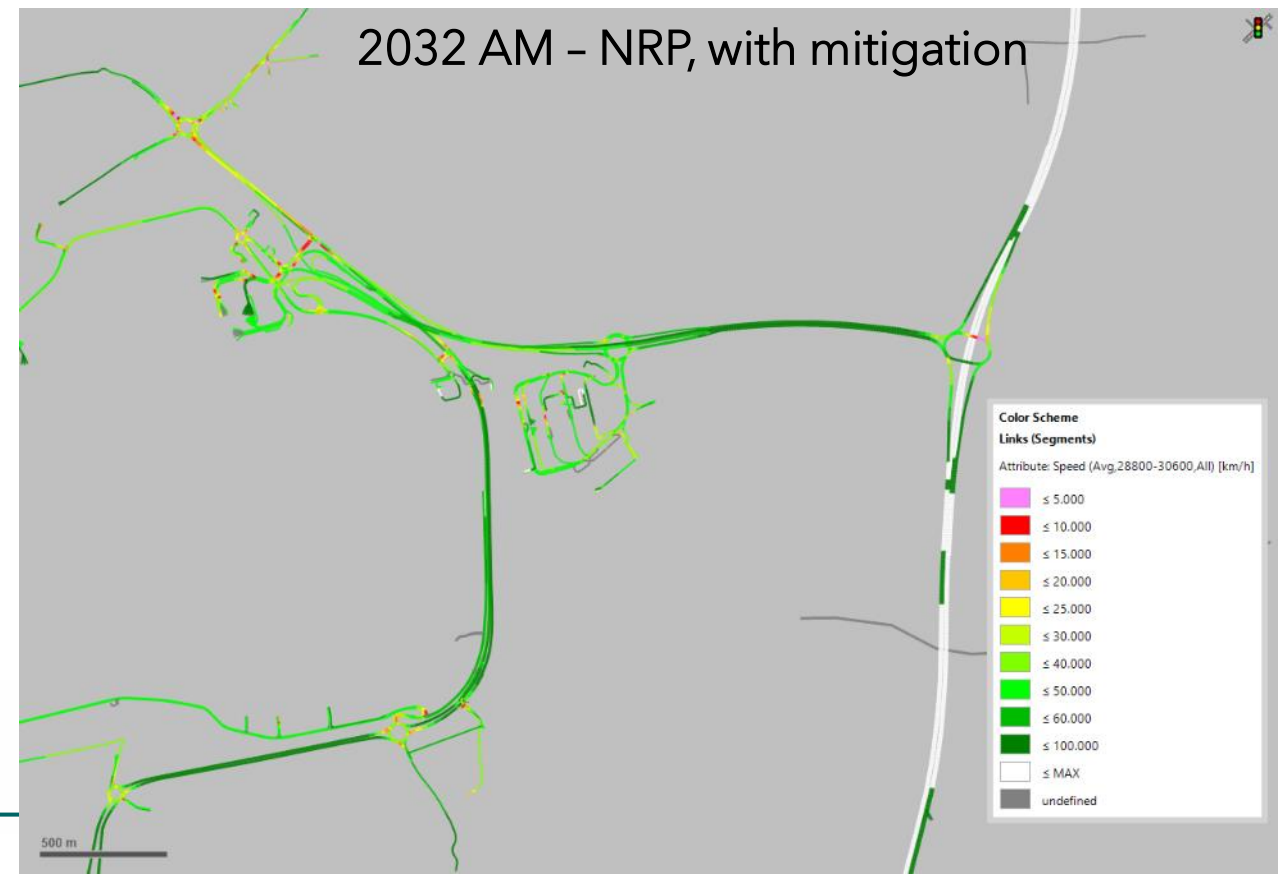 2032 AM – NRP, with mitigation
Color Scheme
Links (Segments)
Attribute: Speed (Avg,28800-30600,All) [km/h]
≤ 5.000
≤ 10.000
≤ 15.000
≤ 20.000
≤ 25.000
≤ 30.000
≤ 40.000
≤ 50.000
≤ 60.000
≤ 100.000
≤ MAX
undefined
500 m